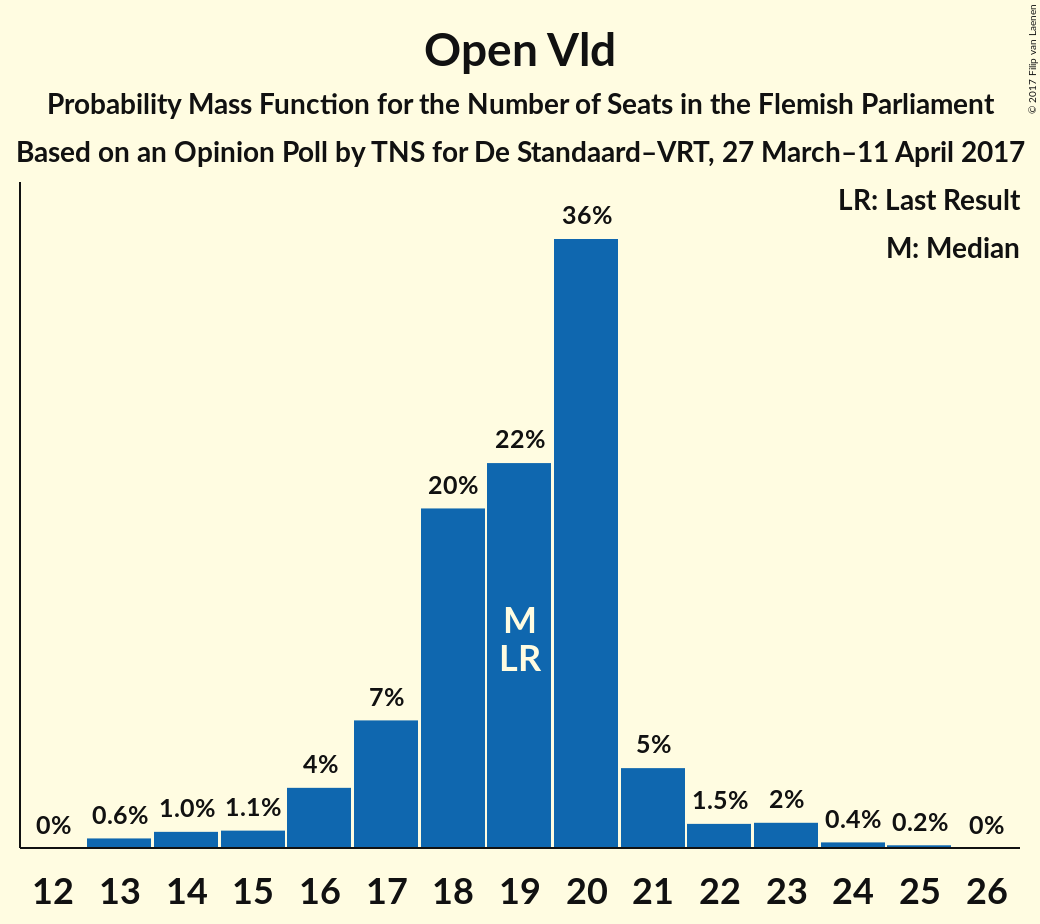 Open Vld
Probability Mass Function for the Number of Seats in the Flemish Parliament
Based on an Opinion Poll by TNS for De Standaard–VRT, 27 March–11 April 2017
© 2017 Filip van Laenen
LR: Last Result
M: Median
0% 0.6% 1.0% 1.1% 4% 7% 20% 22% 36% 5% 1.5% 2% 0.4% 0.2% 0%
M
LR
12 13 14 15 16 17 18 19 20 21 22 23 24 25 26